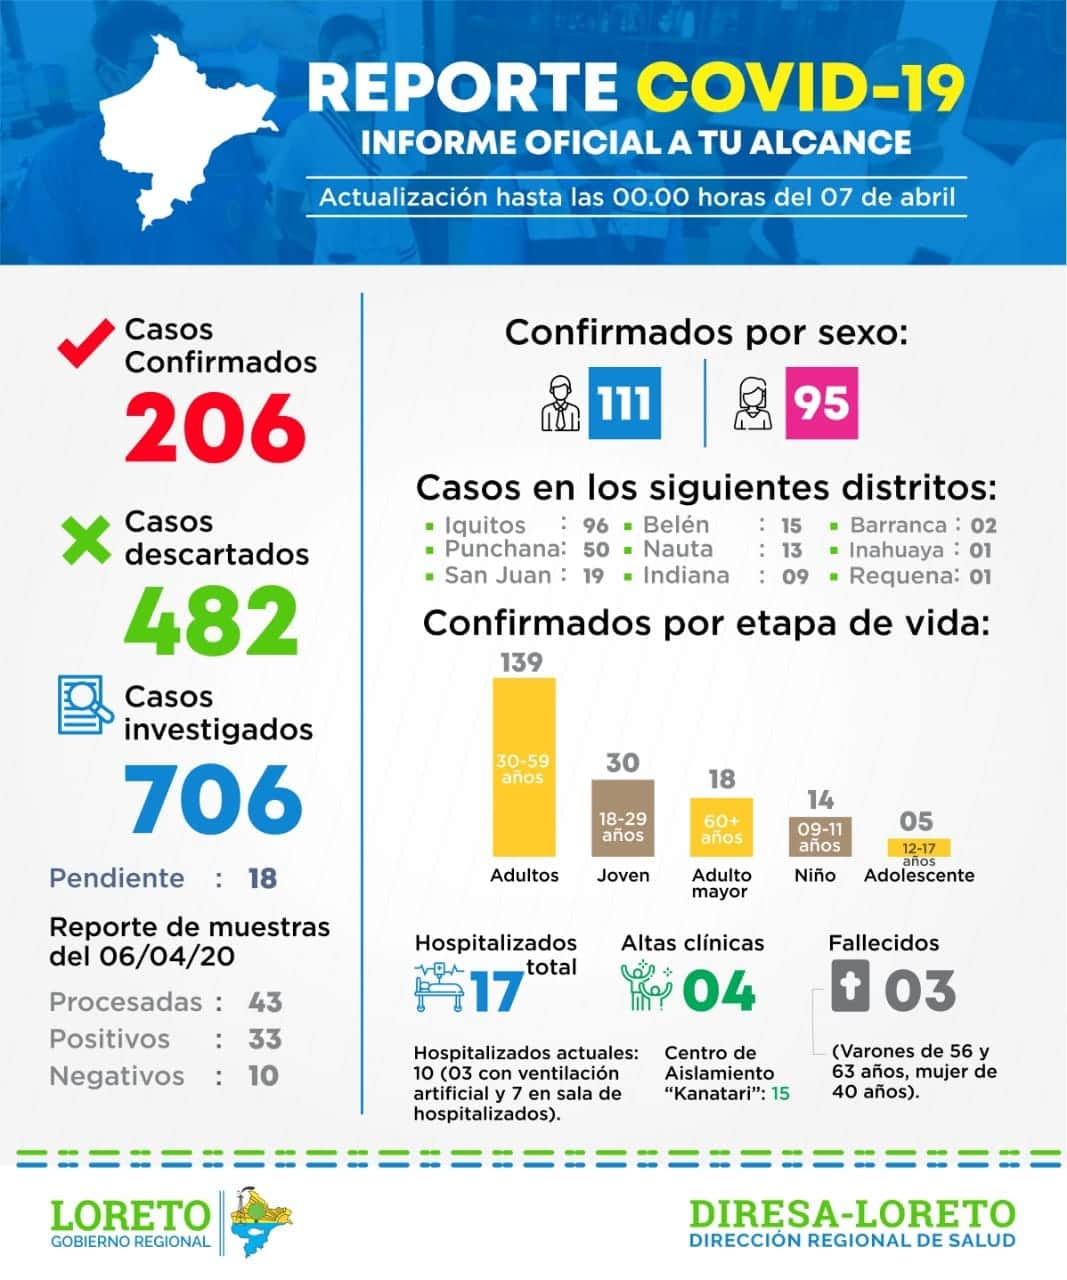 REPORTE COVID-19
INFORME OFICIAL A TU ALCANCE
Actualización hasta las 00.00 horas del 07 de abril
Casos
Confirmados
206
Casos
descartados
482
Casos
investigados
706
Pendiente : 18
Reporte de muestras
del 06/04/20
Procesadas : 43
Positivos : 33
Negativos : 10
Confirmados por sexo:
111
95
Casos en los siguientes distritos:
Iquitos : 96 Belén : 15 Barranca : 02
Punchana: 50 Nauta : 13 Inahuaya : 01
San Juan : 19 Indiana : 09 Requena: 01
Confirmados por etapa de vida:
139
30-59
años
Adultos
30
18-29
años
Joven
18
60+
años
Adulto
mayor
14
09-11
años
Niño
05
12-17
años
Adolescente
Hospitalizados
total
17
Hospitalizados actuales:
10 (03 con ventilación
artificial y 7 en sala de
hospitalizados).
Altas clínicas
04
Centro de
Aislamiento
“Kanatari”: 15
Fallecidos
03
(Varones de 56 y
63 años, mujer de
40 años).
LORETO
GOBIERNO REGIONAL
DIRESA-LORETO
DIRECCIÓN REGIONAL DE SALUD